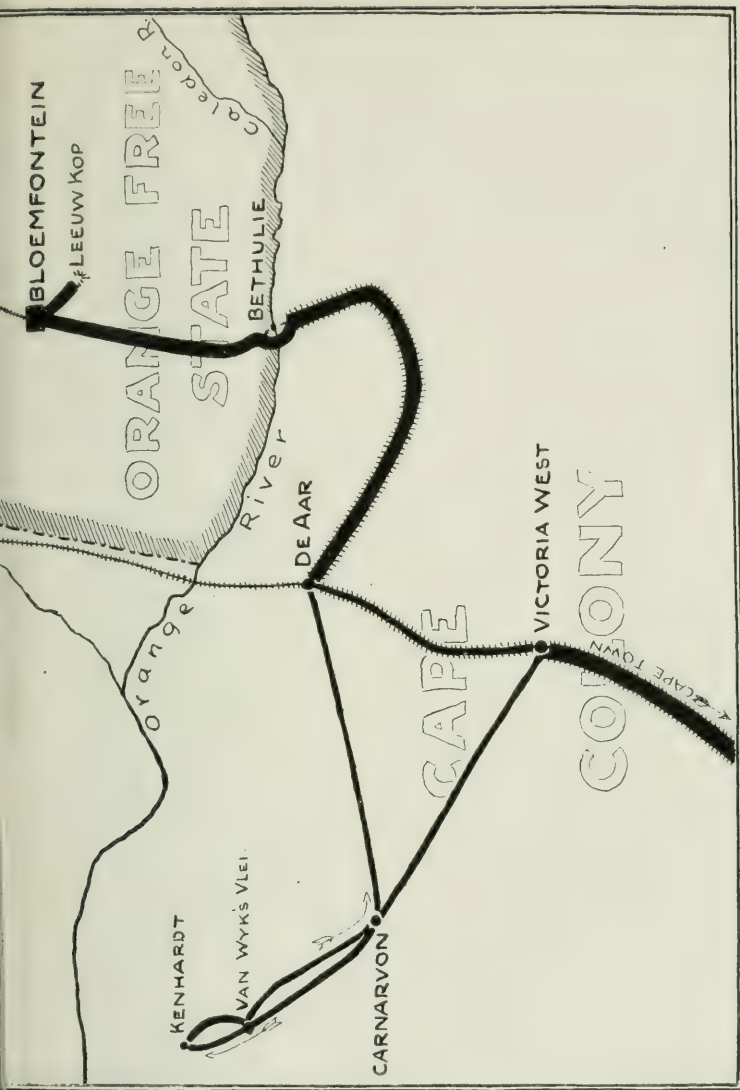 BLOEMFONTEIN
LEEUW KOP
ORANGE FREE
STATE
Caledon R.
BETHULIE
Orange River
DE AAR
VICTORIA WEST
CAPE
COLONY
CAPE TOWN
KENHARDT
VAN WYK'S VLEI
CARNARVON